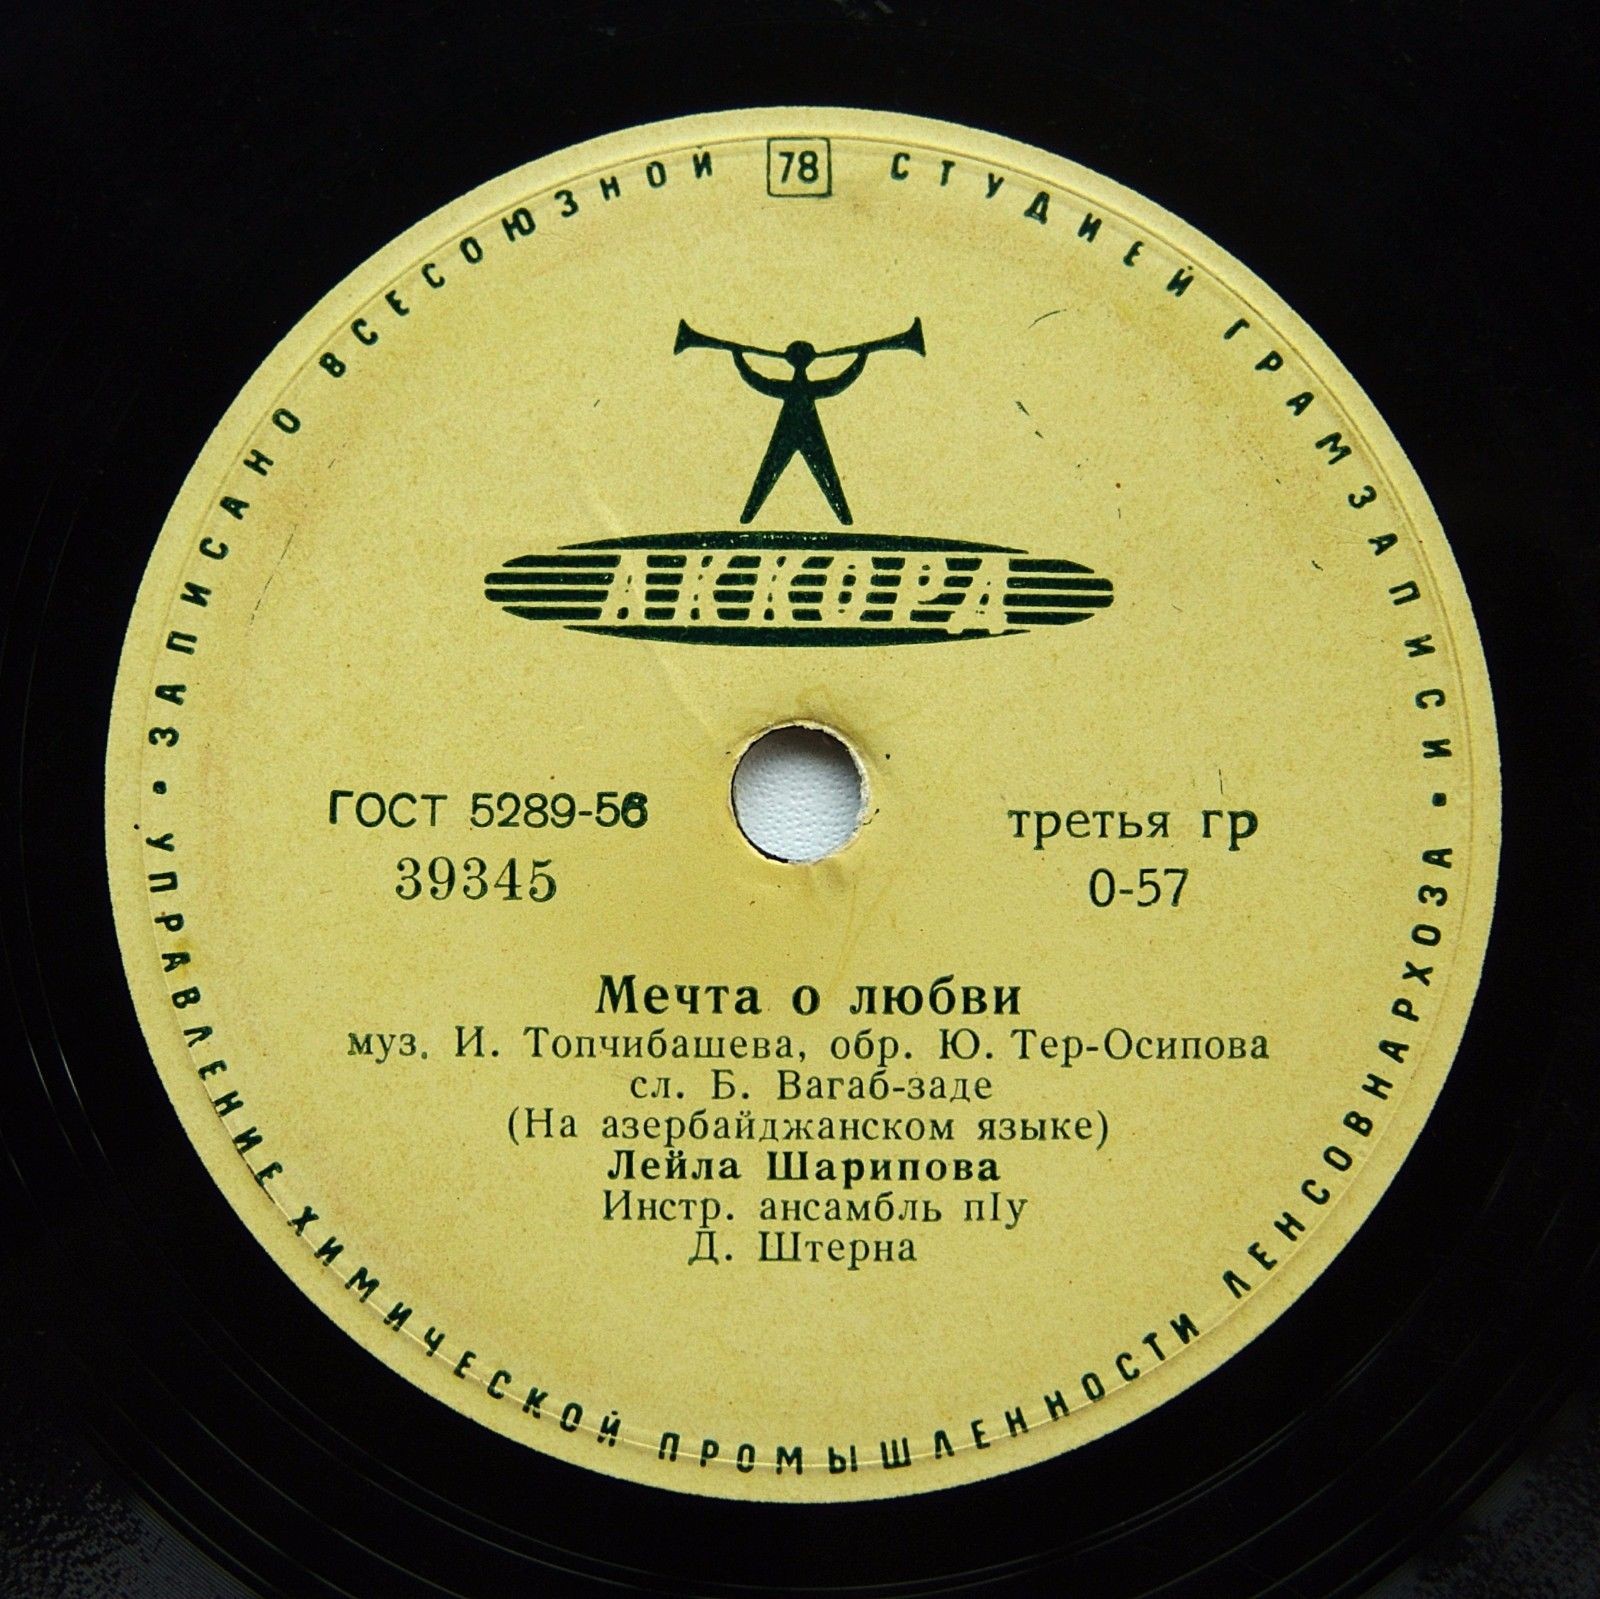 ЗАПИСАНО ВСЕСОЮЗНОЙ СТУДИЕЙ ГРАМЗАПИСИ •
78
АККОРД
ГОСТ 5289-56
39345
третья гр
0-57
Мечта о любви
муз. И. Топчибашева, обр. Ю. Тер-Осипова
сл. Б. Вагаб-заде
(На азербайджанском языке)
Лейла Шарипова
Инстр. ансамбль п/у
Д. Штерна
УПРАВЛЕНИЕ ХИМИЧЕСКОЙ ПРОМЫШЛЕННОСТИ ЛЕНСОВНАРХОЗА •